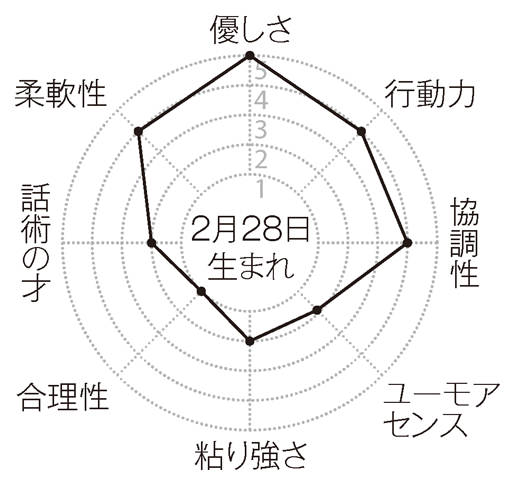 優しさ
行動力
協調性
ユーモア
センス
粘り強さ
合理性
話術の才
柔軟性
5
4
3
2
1
2月28日
生まれ